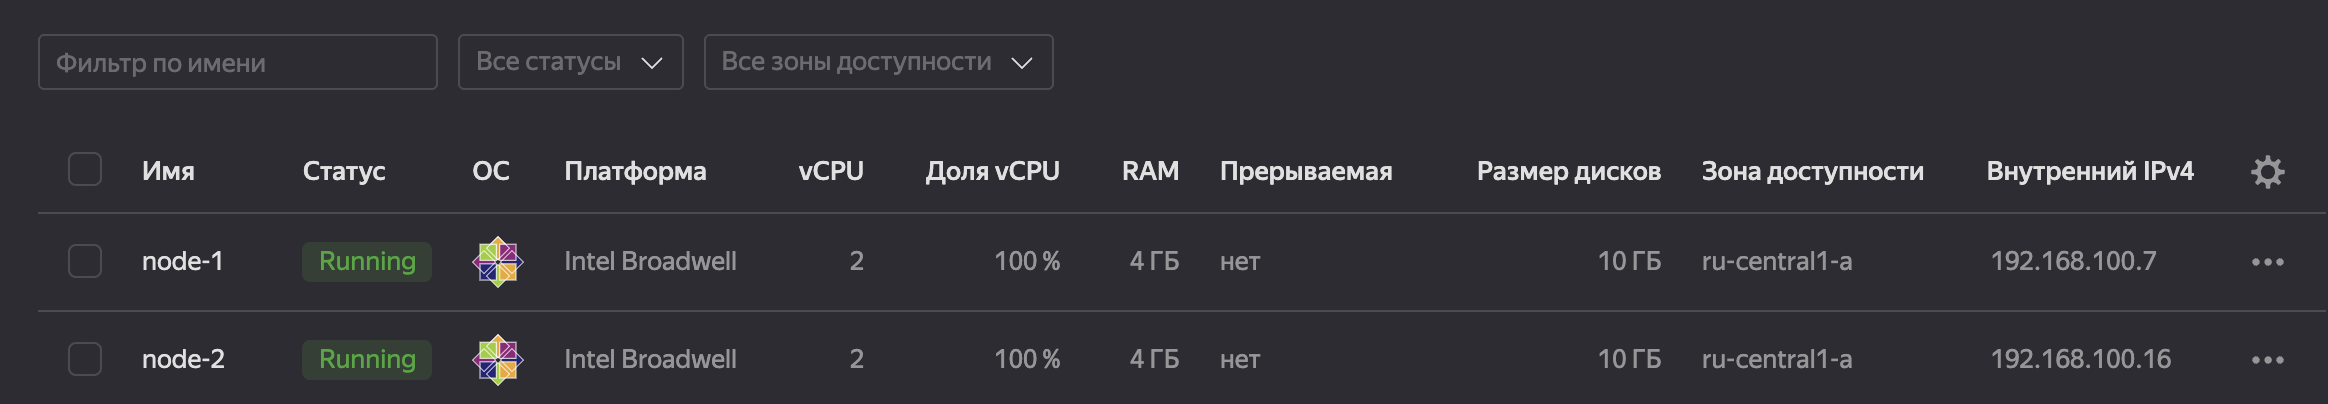 Фильтр по имени Все статусы Все зоны доступности
Имя Статус ОС Платформа vCPU Доля vCPU RAM Прерываемая Размер дисков Зона доступности Внутренний IPv4
node-1 Running Intel Broadwell 2 100 % 4 ГБ нет 10 ГБ ru-central1-a 192.168.100.7
node-2 Running Intel Broadwell 2 100 % 4 ГБ нет 10 ГБ ru-central1-a 192.168.100.16